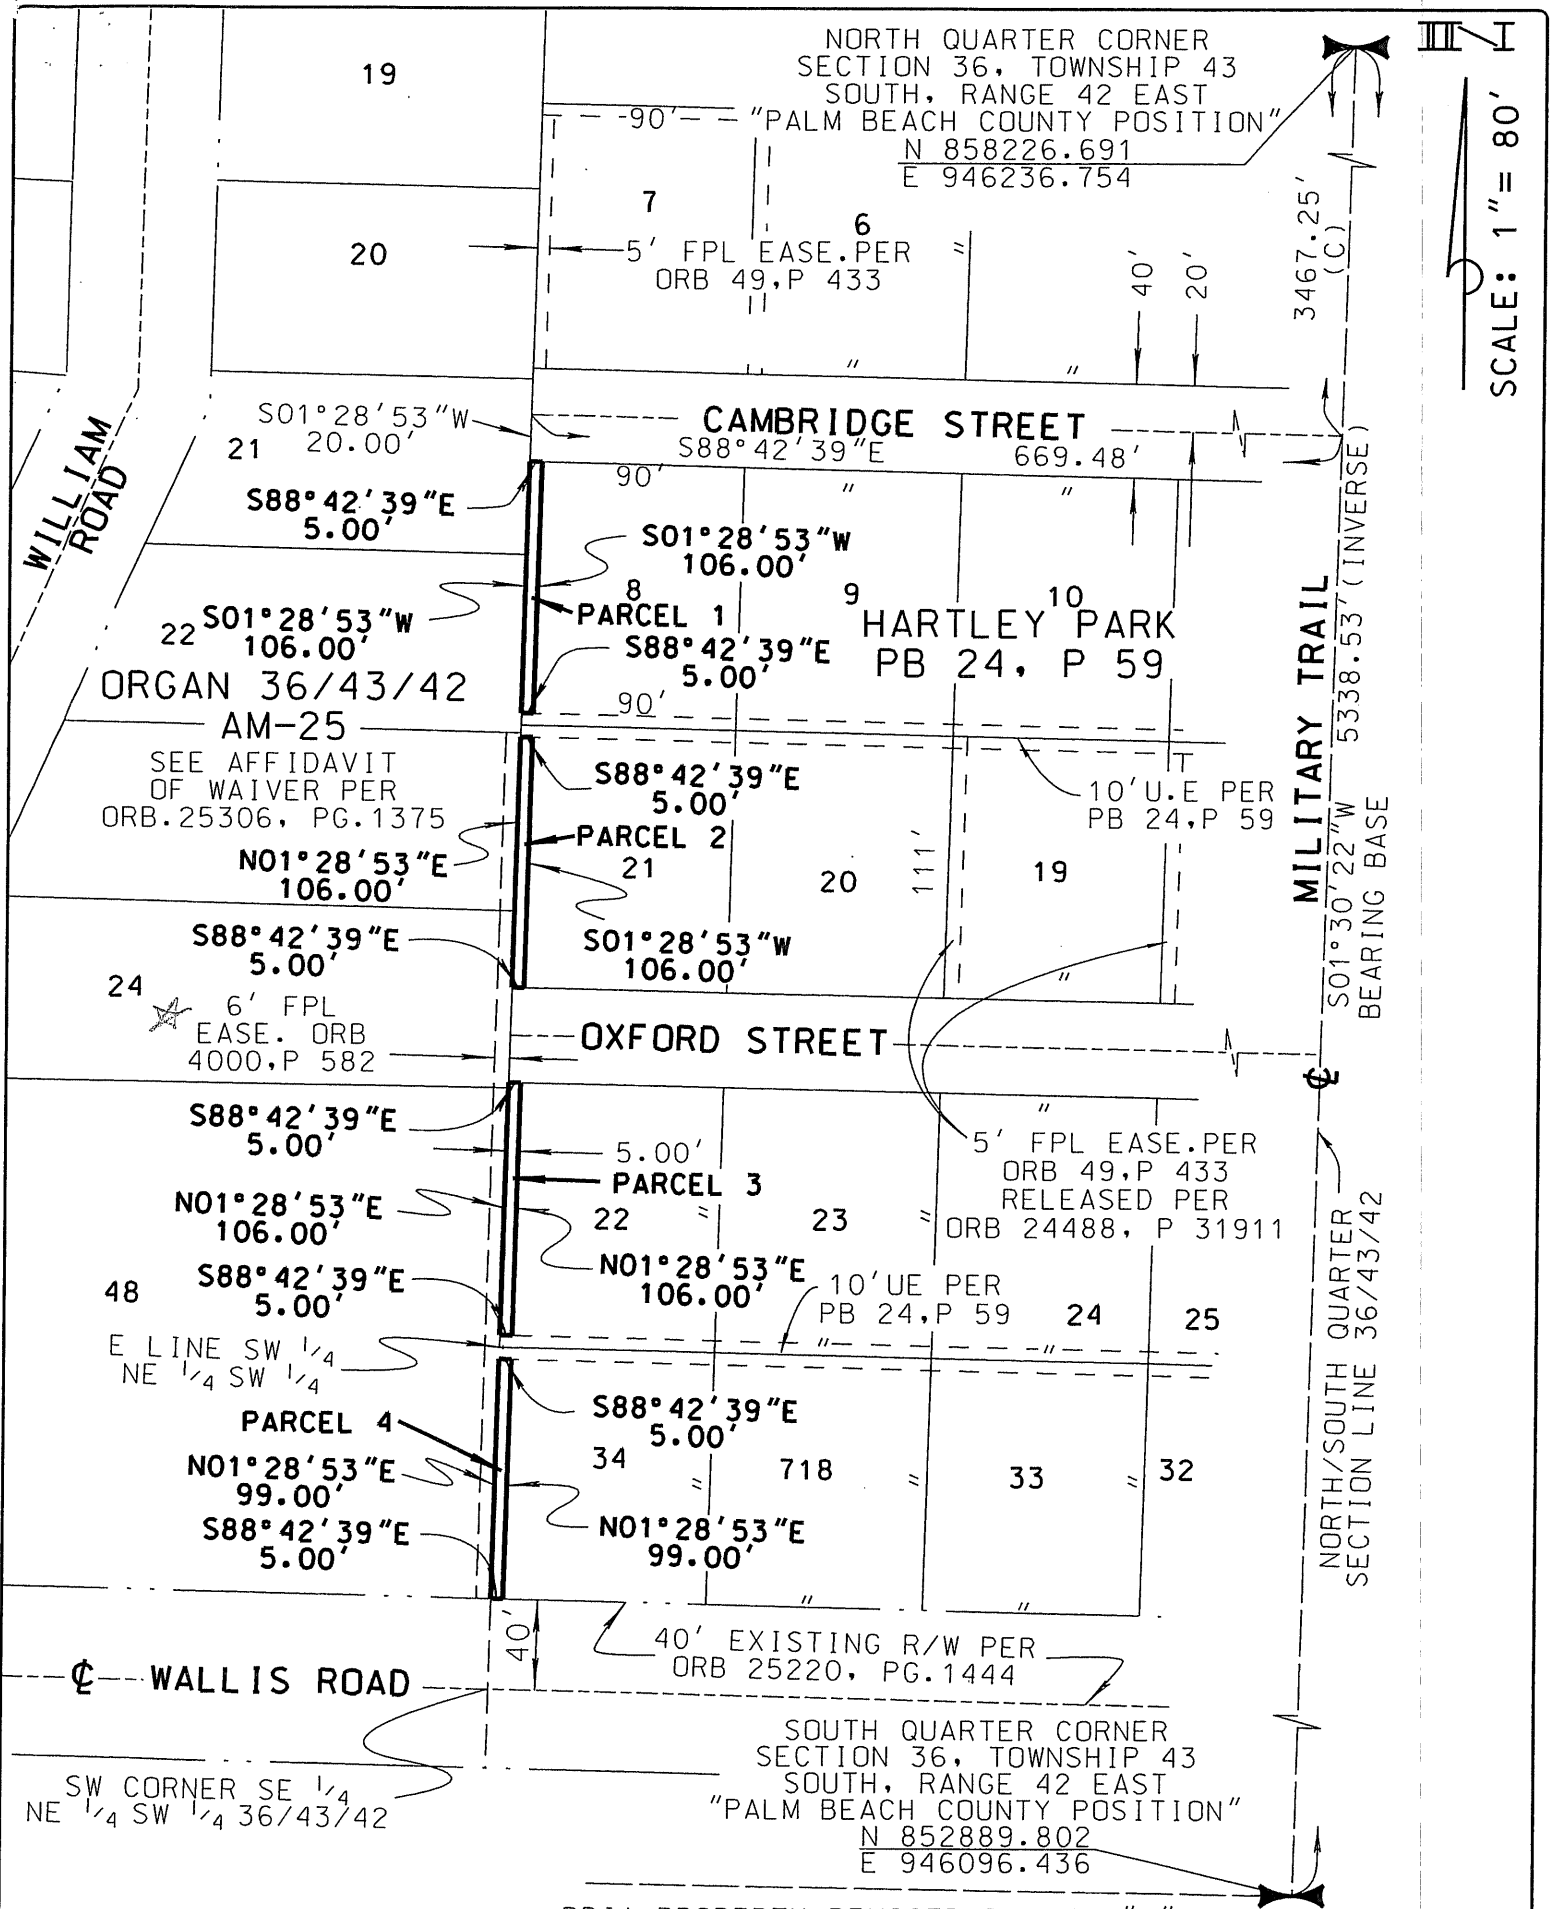 NORTH QUARTER CORNER
SECTION 36, TOWNSHIP 43
SOUTH, RANGE 42 EAST
"PALM BEACH COUNTY POSITION"
N 858226.691
E 946236.754
SCALE: 1"= 80'
19
90'
7
6
20
5' FPL EASE.PER
ORB 49,P 433
"
40'
20'
3467.25'
(C)
"
"
WILLIAM
ROAD
S01°28'53"W
20.00'
21
CAMBRIDGE STREET
S88°42'39"E
669.48'
S88°42'39"E
5.00'
90'
"
"
S01°28'53"W
106.00'
8
9
10
PARCEL 1
HARTLEY PARK
PB 24, P 59
22
S01°28'53"W
106.00'
S88°42'39"E
5.00'
ORGAN 36/43/42
AM-25
90'
SEE AFFIDAVIT
OF WAIVER PER
ORB.25306, PG.1375
S88°42'39"E
5.00'
10'U.E PER
PB 24,P 59
MILITARY TRAIL
S01°30'22"W 5338.53'(INVERSE)
BEARING BASE
PARCEL 2
21
20
111'
19
N01°28'53"E
106.00'
S88°42'39"E
5.00'
S01°28'53"W
106.00'
"
24
6' FPL
EASE. ORB
4000,P 582
OXFORD STREET
S88°42'39"E
5.00'
5.00'
PARCEL 3
"
5' FPL EASE.PER
ORB 49,P 433
RELEASED PER
ORB 24488, P 31911
N01°28'53"E
106.00'
22
"
23
"
N01°28'53"E
106.00'
48
S88°42'39"E
5.00'
10'UE PER
PB 24,P 59
24
25
E LINE SW 1/4
NE 1/4 SW 1/4
"
"
NORTH/SOUTH QUARTER
SECTION LINE 36/43/42
S88°42'39"E
5.00'
PARCEL 4
34
"
718
"
33
"
32
N01°28'53"E
99.00'
S88°42'39"E
5.00'
N01°28'53"E
99.00'
"
"
40'
40' EXISTING R/W PER
ORB 25220, PG.1444
WALLIS ROAD
SW CORNER SE 1/4
NE 1/4 SW 1/4 36/43/42
SOUTH QUARTER CORNER
SECTION 36, TOWNSHIP 43
SOUTH, RANGE 42 EAST
"PALM BEACH COUNTY POSITION"
N 852889.802
E 946096.436